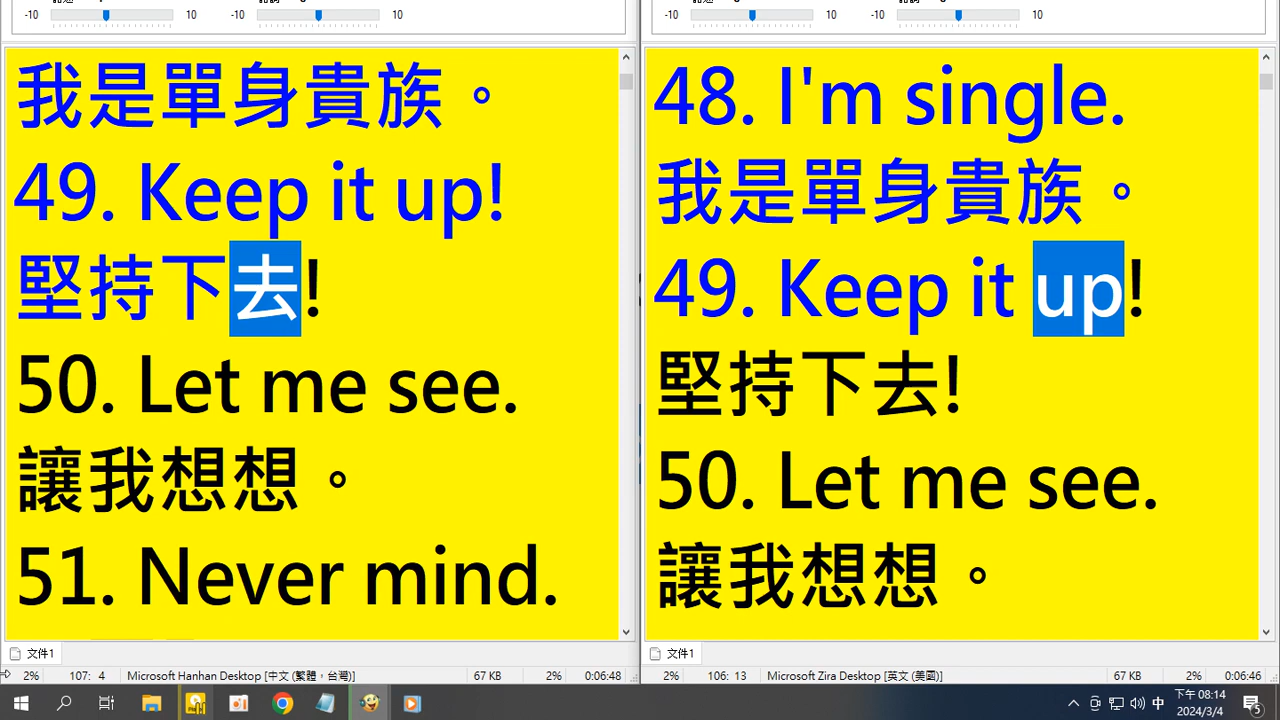 -10 10 -10 10
我是單身貴族。
49. Keep it up!
堅持下去!
50. Let me see.
讓我想想。
51. Never mind.
文件1
2% 107: 4 Microsoft Hanhan Desktop [中文 (繁體，台灣)] 67 KB 2% 0:06:48
-10 10 -10 10
48. I'm single.
我是單身貴族。
49. Keep it up!
堅持下去!
50. Let me see.
讓我想想。
文件1
2% 106: 13 Microsoft Zira Desktop [英文 (美國)] 67 KB 2% 0:06:46
中 下午 08:14
2024/3/4
5